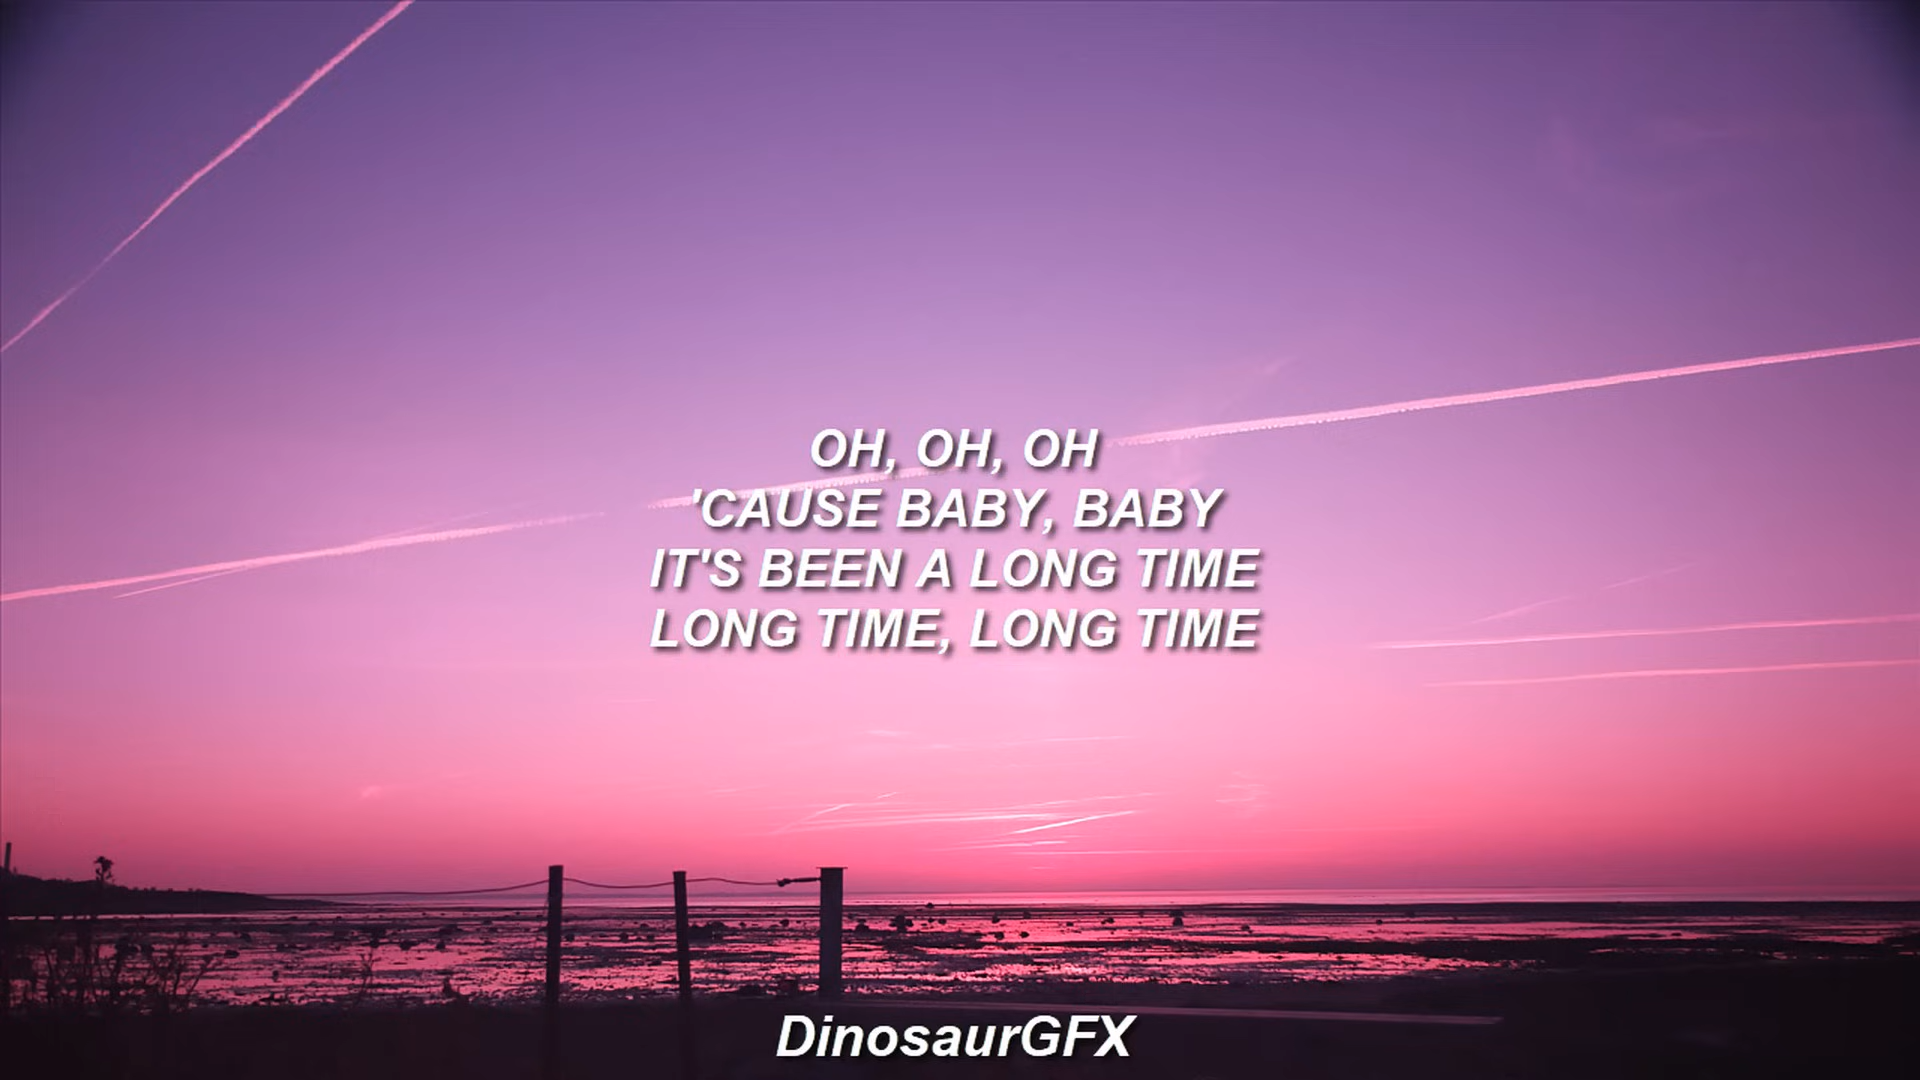 OH, OH, OH
'CAUSE BABY, BABY
IT'S BEEN A LONG TIME
LONG TIME, LONG TIME
DinosaurGFX